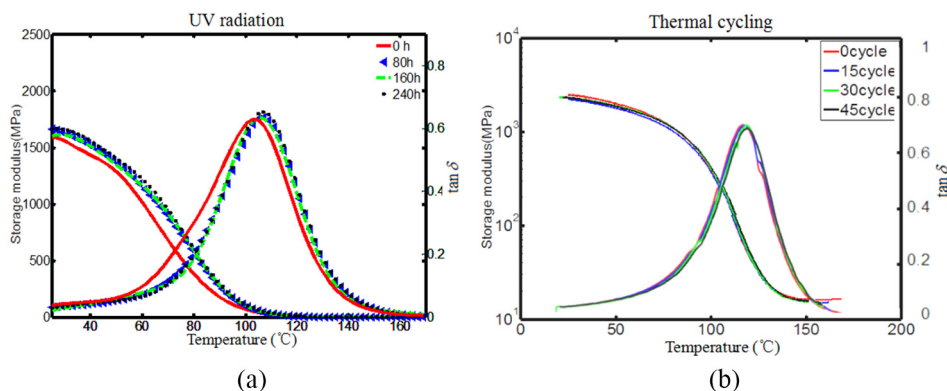 UV radiation
2500
2000
1500
1000
500
0
Storage modus(MPa)
0 h
80h
160h
240h
0.8
0.6
0.4
0.2
0
tan δ
40 60 80 100 120 140 160
Temperature (℃)
(a)
Thermal cycling
10⁴
10³
10²
10¹
Storage modus(MPa)
0cycle
15cycle
30cycle
45cycle
1
0.8
0.6
0.4
0.2
0
tan δ
0 50 100 150 200
Temperature (℃)
(b)